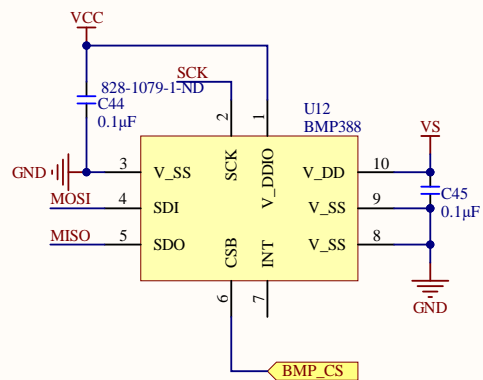 VCC
SCK
828-1079-1-ND
C44
0.1µF
U12
BMP388
VS
2
1
SCK
V_DDIO
GND
3
V_SS
V_DD
10
MOSI
4
SDI
V_SS
9
C45
0.1µF
MISO
5
SDO
V_SS
8
CSB
INT
6
7
GND
BMP_CS